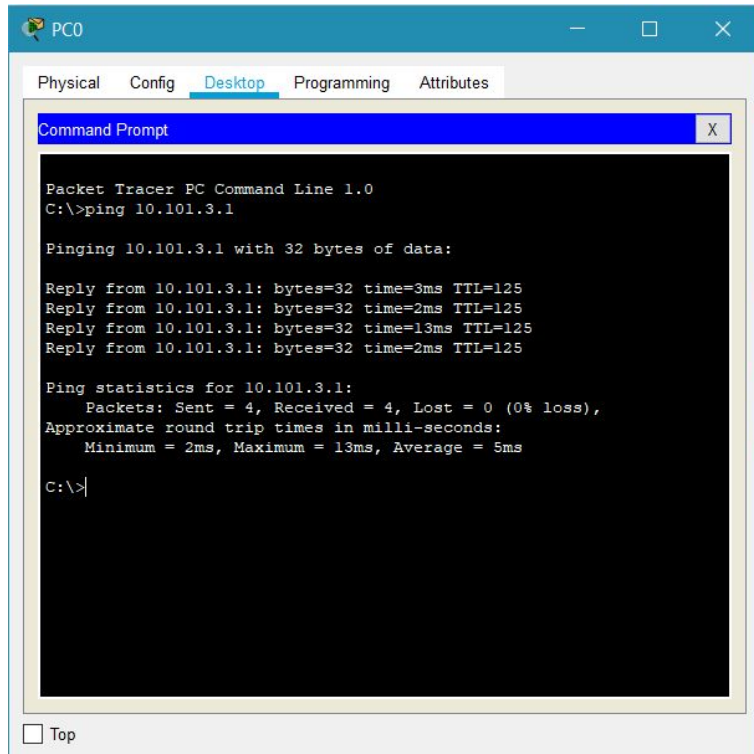 PC0
Physical Config Desktop Programming Attributes
Command Prompt
X
Packet Tracer PC Command Line 1.0
C:\>ping 10.101.3.1
Pinging 10.101.3.1 with 32 bytes of data:
Reply from 10.101.3.1: bytes=32 time=3ms TTL=125
Reply from 10.101.3.1: bytes=32 time=2ms TTL=125
Reply from 10.101.3.1: bytes=32 time=13ms TTL=125
Reply from 10.101.3.1: bytes=32 time=2ms TTL=125
Ping statistics for 10.101.3.1:
Packets: Sent = 4, Received = 4, Lost = 0 (0% loss),
Approximate round trip times in milli-seconds:
Minimum = 2ms, Maximum = 13ms, Average = 5ms
C:\>
Top